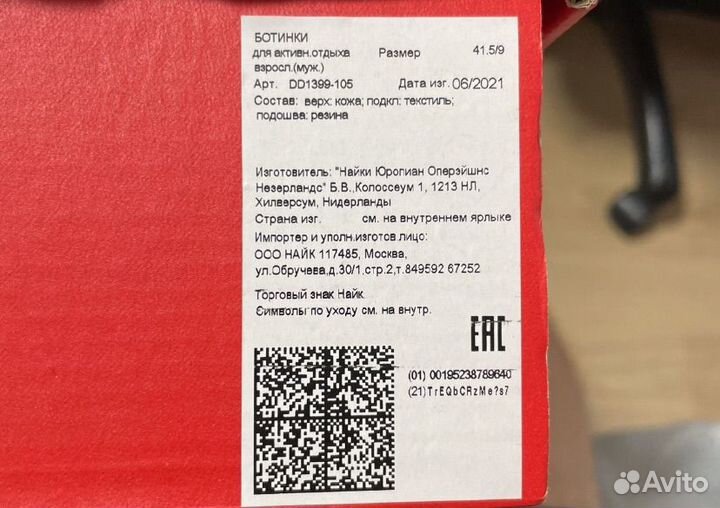 БОТИНКИ
для активн.отдыха Размер 41.5/9
взросл.(муж.)
Арт. DD1399-105 Дата изг. 06/2021
Состав: верх: кожа; подкл: текстиль;
подошва: резина
Изготовитель: "Найки Юропиан Оперэйшнс
Незерландс" Б.В.,Колоссеум 1, 1213 НЛ,
Хилверсум, Нидерланды
Страна изг. см. на внутреннем ярлыке
Импортер и уполн.изготов.лицо:
ООО НАЙК 117485, Москва,
ул.Обручева,д.30/1,стр.2,т.849592 67252
Торговый знак Найк
Символы по уходу см. на внутр.
EAC
(01) 00195238789640
(21)TrEQbCRzMe?s7
Avito